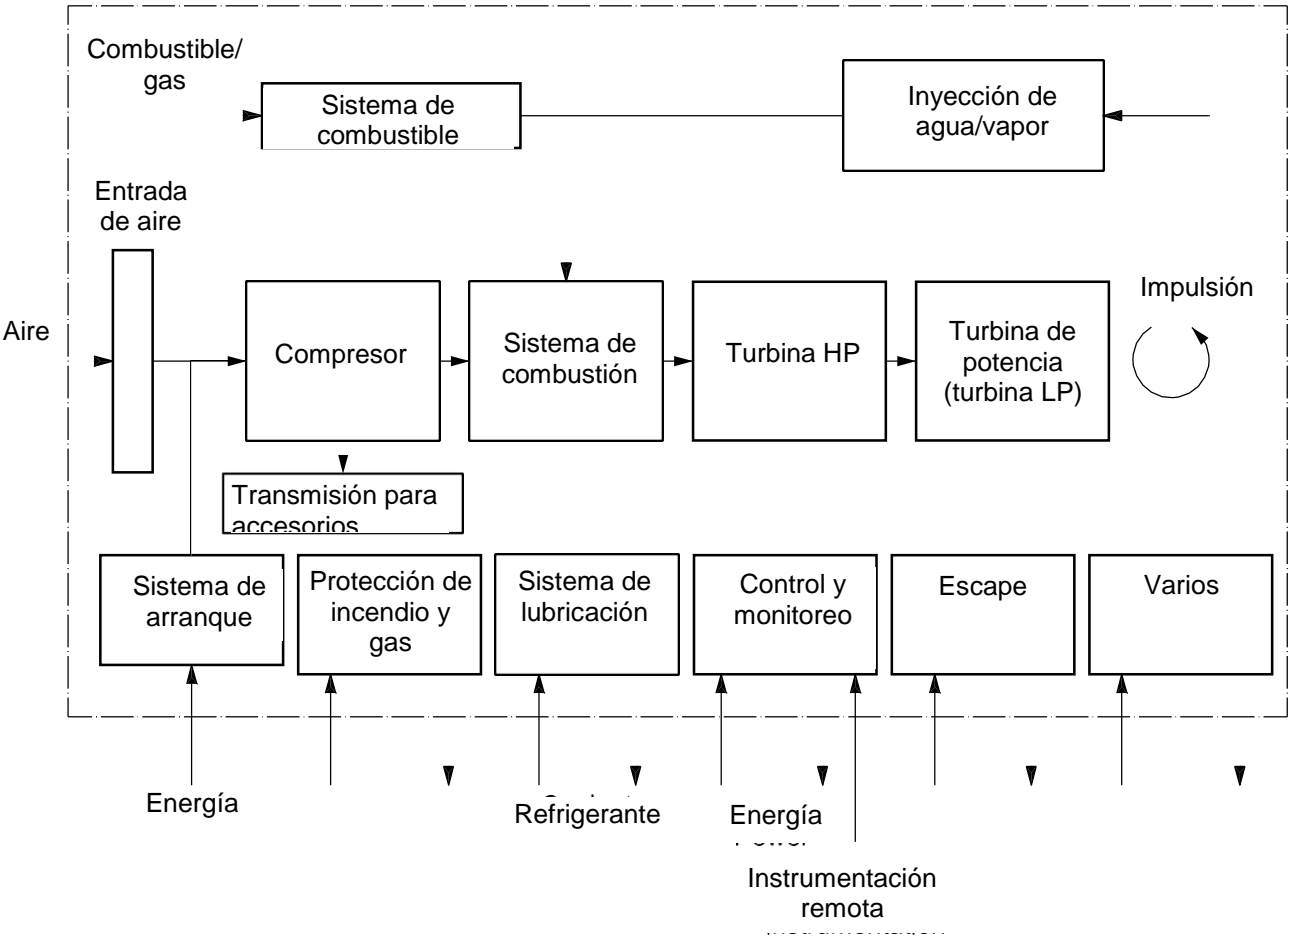 Combustible/
gas
Sistema de
combustible
Inyección de
agua/vapor
Entrada
de aire
Aire
Compresor
Sistema de
combustión
Turbina HP
Turbina de
potencia
(turbina LP)
Impulsión
Transmisión para
accesorios
Sistema de
arranque
Protección de
incendio y
gas
Sistema de
lubricación
Control y
monitoreo
Escape
Varios
Energía
Refrigerante
Energía
Instrumentación
remota